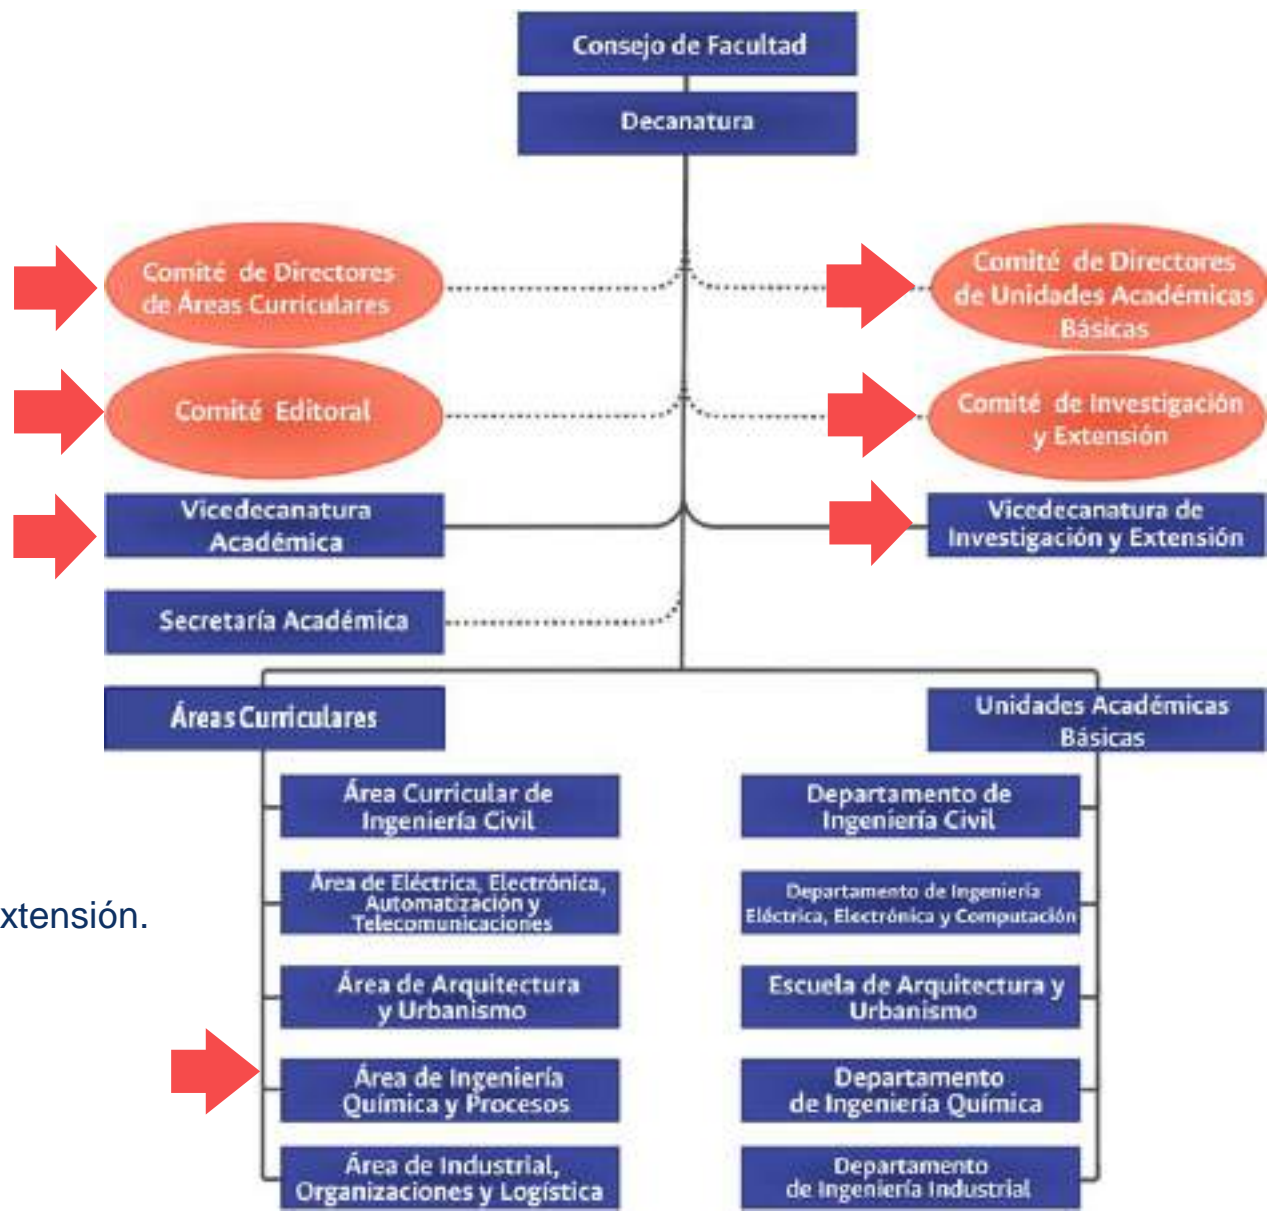 Consejo de Facultad
Decanatura
Comité de Directores
de Áreas Curriculares
Comité de Directores
de Unidades Académicas
Básicas
Comité Editoral
Comité de Investigación
y Extensión
Vicedecanatura
Académica
Vicedecanatura de
Investigación y Extensión
Secretaría Académica
Áreas Curriculares
Unidades Académicas
Básicas
Área Curricular de
Ingeniería Civil
Departamento de
Ingeniería Civil
Área de Eléctrica, Electrónica,
Automatización y
Telecomunicaciones
Departamento de Ingeniería
Eléctrica, Electrónica y Computación
xtensión.
Área de Arquitectura
y Urbanismo
Escuela de Arquitectura y
Urbanismo
Área de Ingeniería
Química y Procesos
Departamento
de Ingeniería Química
Área de Industrial,
Organizaciones y Logística
Departamento
de Ingeniería Industrial